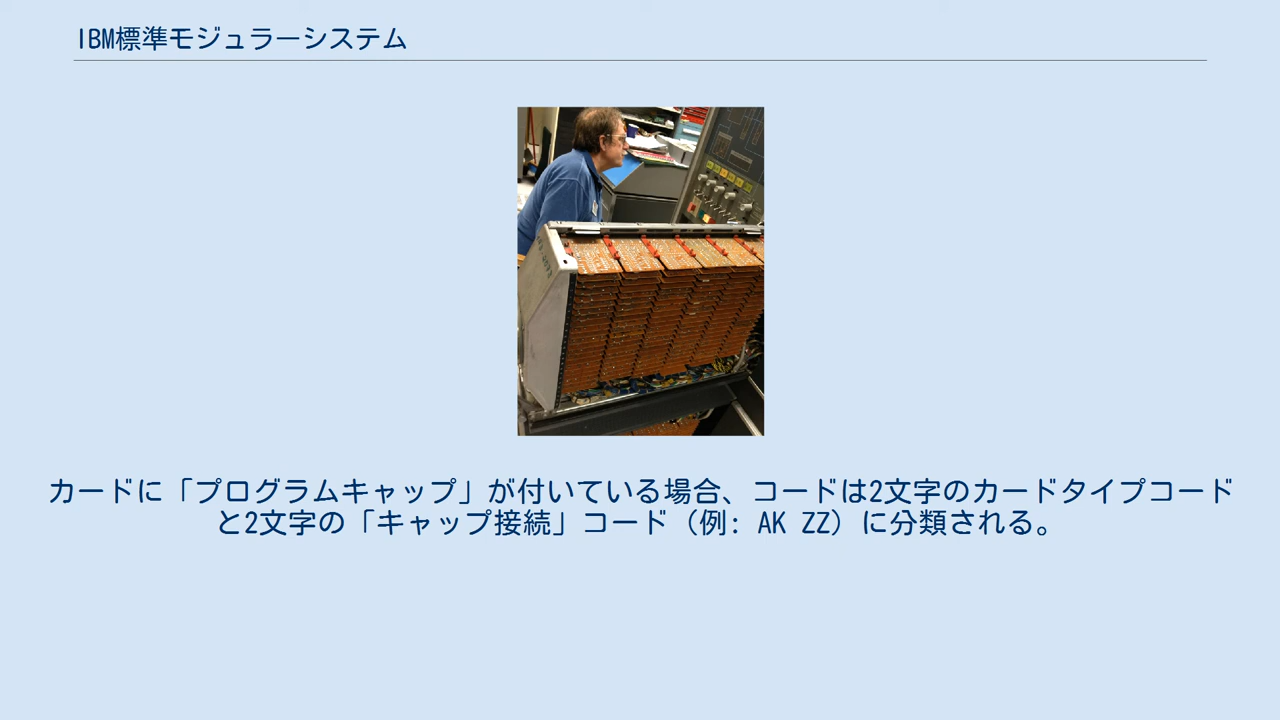 IBM標準モジュラーシステム
カードに「プログラムキャップ」が付いている場合、コードは2文字のカードタイプコード
と2文字の「キャップ接続」コード（例: AK ZZ）に分類される。